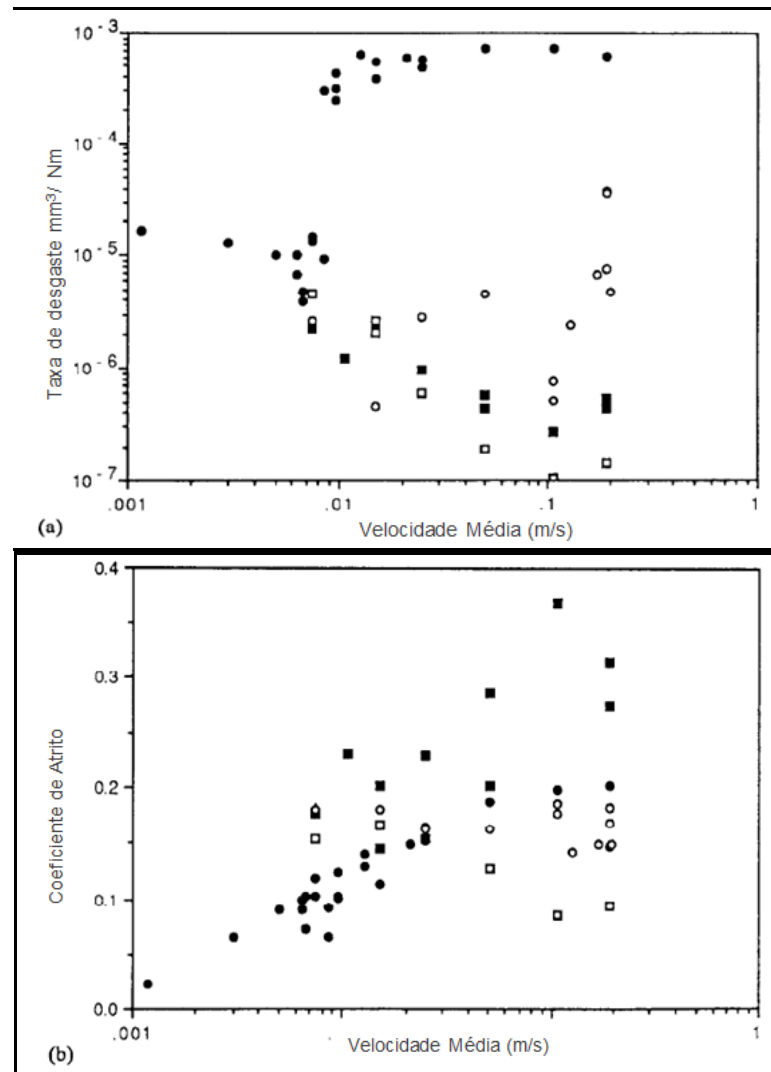 10⁻³
10⁻⁴
10⁻⁵
10⁻⁶
10⁻⁷
Taxa de desgaste mm³/ Nm
.001
.01
.1
1
(a)
Velocidade Média (m/s)
0.4
0.3
0.2
0.1
0.0
Coeficiente de Atrito
.001
.1
1
(b)
Velocidade Média (m/s)